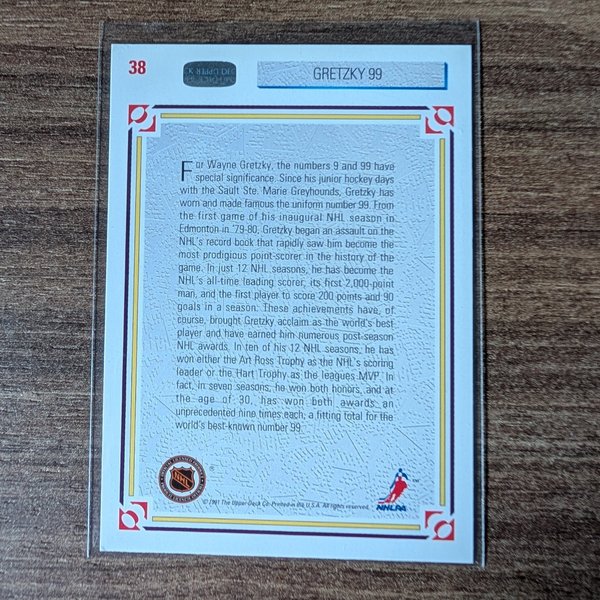 38
GRETZKY 99
For Wayne Gretzky, the numbers 9 and 99 have
special significance. Since his junior hockey days
with the Sault Ste. Marie Greyhounds, Gretzky has
worn and made famous the uniform number 99. From
the first game of his inaugural NHL season in
Edmonton in '79-80, Gretzky began an assault on the
NHL's record book that rapidly saw him become the
most prodigious point-scorer in the history of the
game. In just 12 NHL seasons, he has become the
NHL's all-time leading scorer, its first 2,000-point
man, and the first player to score 200 points and 90
goals in a season. These achievements have, of
course, brought Gretzky acclaim as the world's best
player and have earned him numerous post-season
NHL awards. In ten of his 12 NHL seasons, he has
won either the Art Ross Trophy as the NHL's scoring
leader or the Hart Trophy as the leagues MVP. In
fact, in seven seasons, he won both honors, and at
the age of 30, has won both awards an
unprecedented nine times each, a fitting total for the
world's best-known number 99.
NHL
®
NHLPA
™
© 1991 The Upper Deck Co. Printed in the U.S.A. All rights reserved.